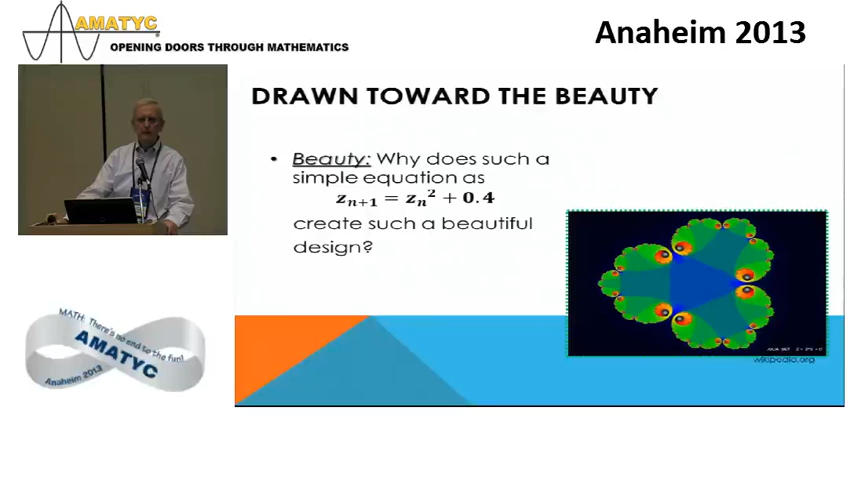 AMATYC
OPENING DOORS THROUGH MATHEMATICS
Anaheim 2013
DRAWN TOWARD THE BEAUTY
• Beauty: Why does such a
simple equation as
zₙ₊₁ = zₙ² + 0.4
create such a beautiful
design?
wikipedia.org
MATH: There's no end to the fun!
AMATYC
Anaheim 2013